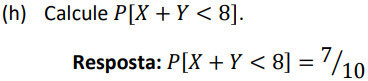 (h) Calcule P[X + Y < 8].
Resposta: P[X + Y < 8] = 7/10